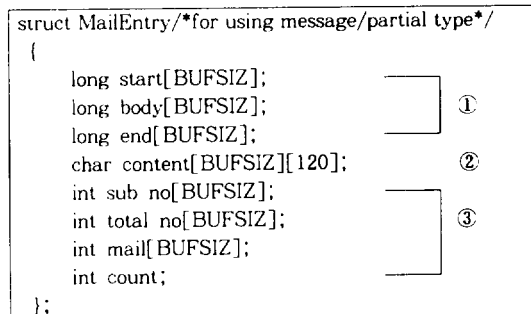 struct MailEntry/*for using message/partial type*/
{
long start[BUFSIZ];
long body[BUFSIZ]; ①
long end[BUFSIZ];
char content[BUFSIZ][120]; ②
int sub no[BUFSIZ];
int total no[BUFSIZ]; ③
int mail[BUFSIZ];
int count;
};